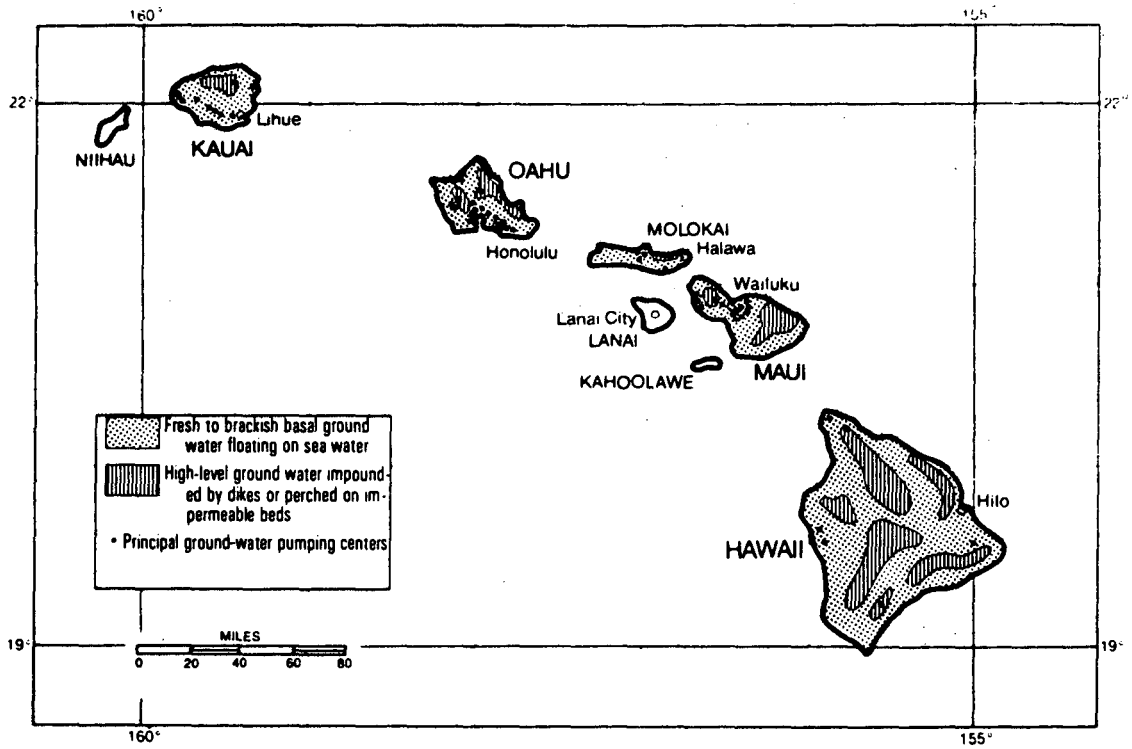 160°
155°
22°
22°
Lihue
NIIHAU
KAUAI
OAHU
Honolulu
MOLOKAI
Halawa
Wailuku
Lanai City
LANAI
KAHOOLAWE
MAUI
Fresh to brackish basal ground
water floating on sea water
High-level ground water impound-
ed by dikes or perched on im-
permeable beds
• Principal ground-water pumping centers
Hilo
HAWAII
19°
19°
MILES
0 20 40 60 80
160°
155°